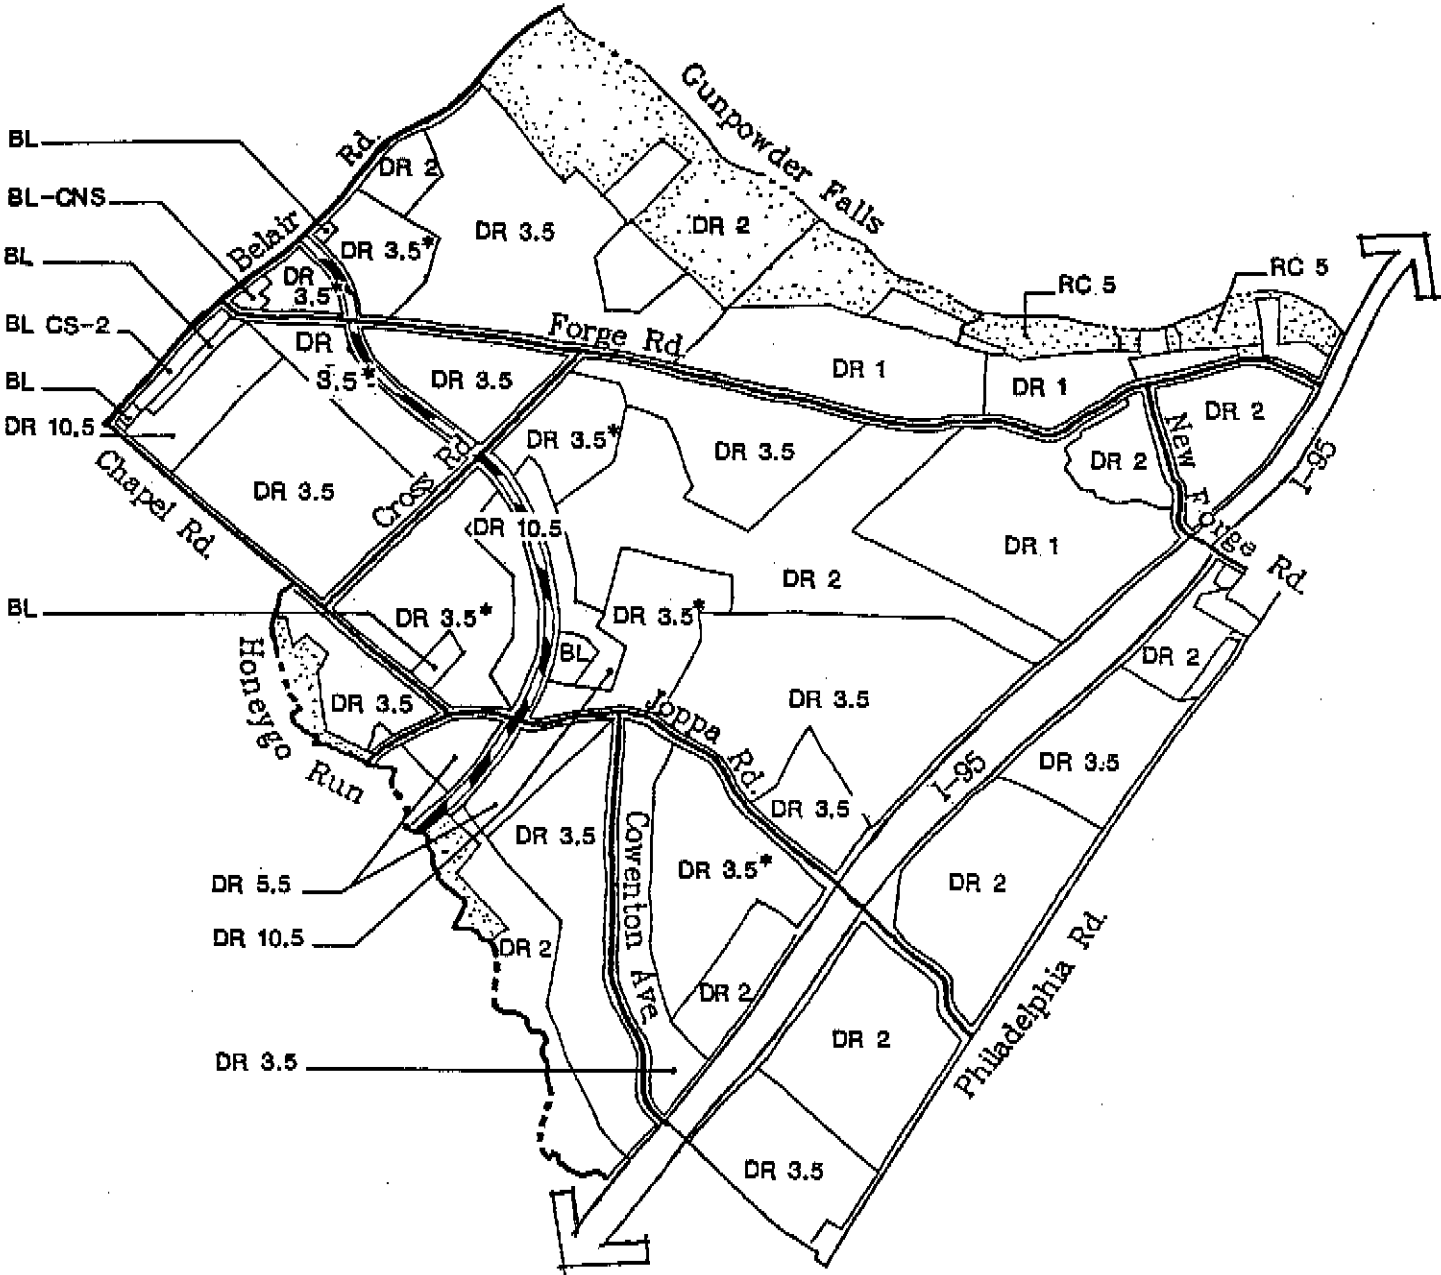 Gunpowder Falls
BL
Rd.
DR 2
BL-CNS
Belair
DR 3.5*
DR 3.5
DR 2
BL
DR
3.5*
RC 5
RC 5
BL CS-2
Forge Rd.
DR
3.5*
DR 3.5
DR 1
DR 1
BL
DR 2
DR 10.5
DR 3.5*
DR 3.5
DR 2
New
Forge Rd.
I-95
Chapel Rd.
DR 3.5
Cross Rd
DR 10.5
DR 1
DR 2
BL
DR 3.5*
DR 3.5*
BL
DR 2
Honeygo Run
DR 3.5
Joppa Rd.
DR 3.5
DR 3.5
I-95
DR 3.5
DR 3.5
Cowenton Ave
DR 3.5*
DR 2
DR 5.5
DR 10.5
DR 2
DR 2
Philadelphia Rd.
DR 2
DR 3.5
DR 3.5